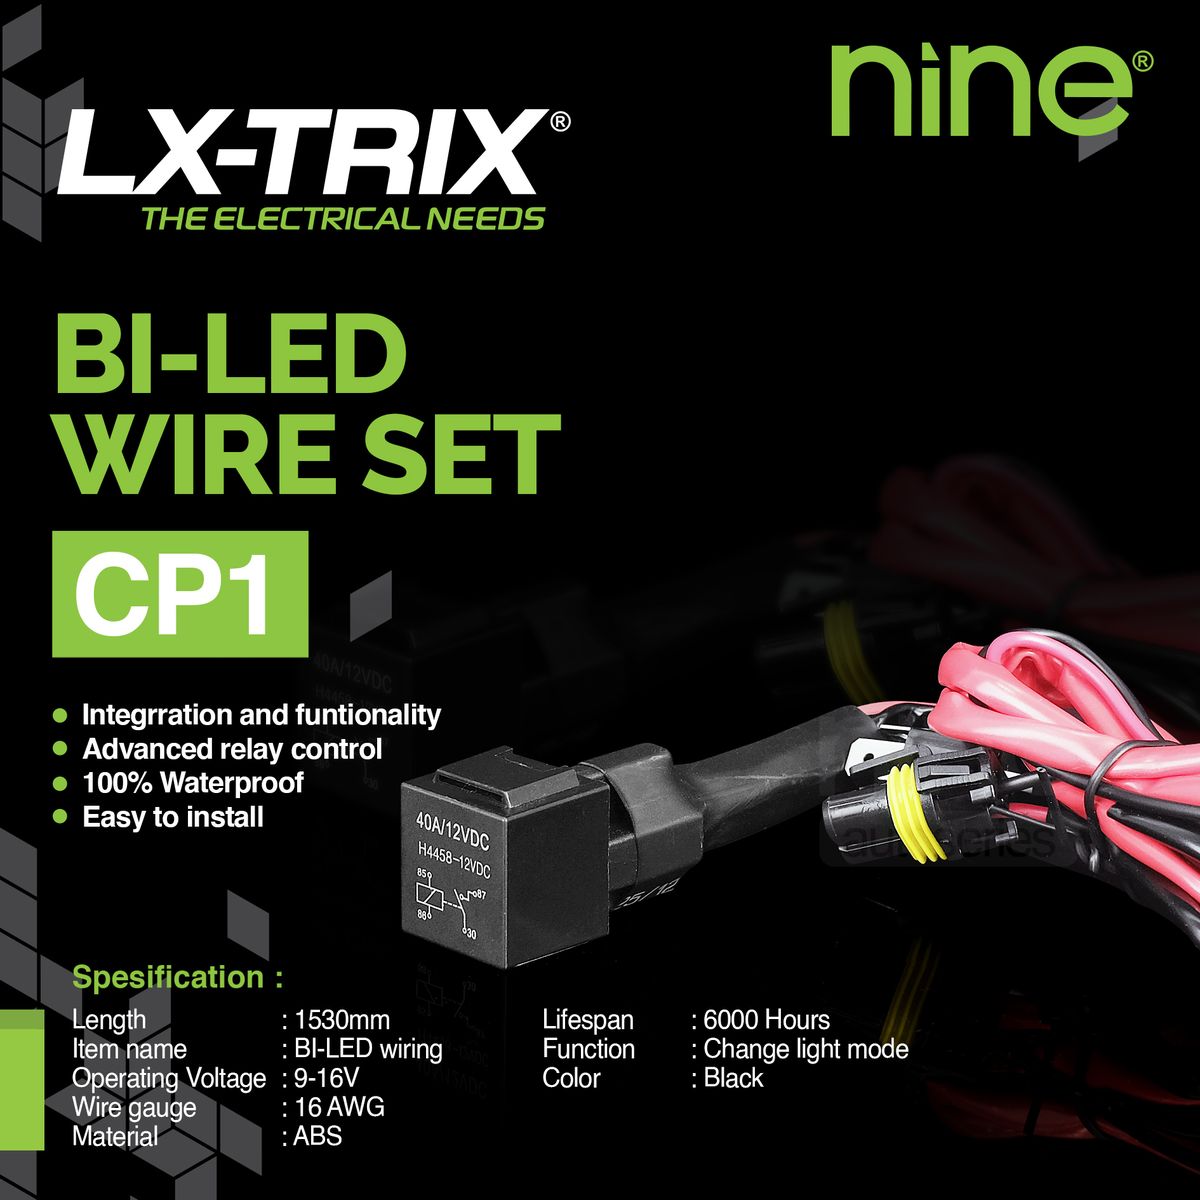 nine®
LX-TRIX®
THE ELECTRICAL NEEDS
BI-LED
WIRE SET
CP1
Integrration and funtionality
Advanced relay control
100% Waterproof
Easy to install
40A/12VDC
H4458-12VDC
85
87
86
30
25/12
autoseries
Spesification :
Length : 1530mm
Item name : BI-LED wiring
Operating Voltage : 9-16V
Wire gauge : 16 AWG
Material : ABS
Lifespan : 6000 Hours
Function : Change light mode
Color : Black